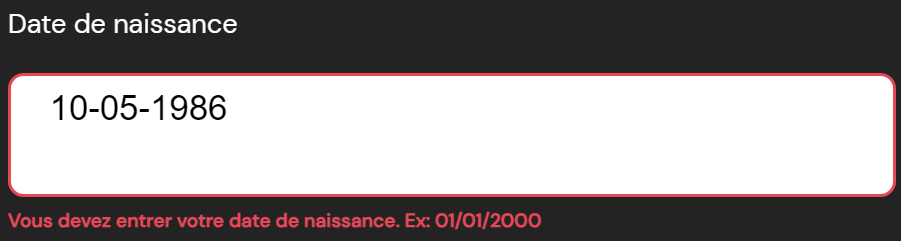 Date de naissance
10-05-1986
Vous devez entrer votre date de naissance. Ex: 01/01/2000